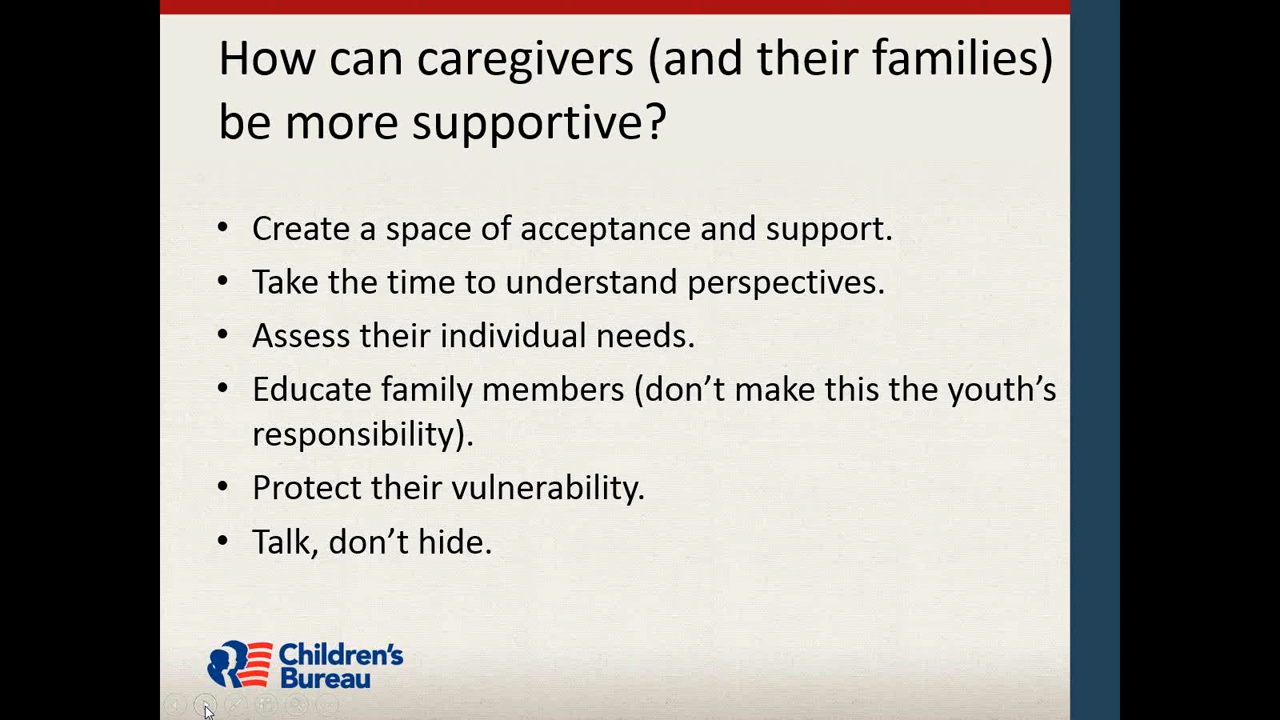 How can caregivers (and their families)
be more supportive?
• Create a space of acceptance and support.
• Take the time to understand perspectives.
• Assess their individual needs.
• Educate family members (don’t make this the youth’s
responsibility).
• Protect their vulnerability.
• Talk, don’t hide.
Children’s
Bureau